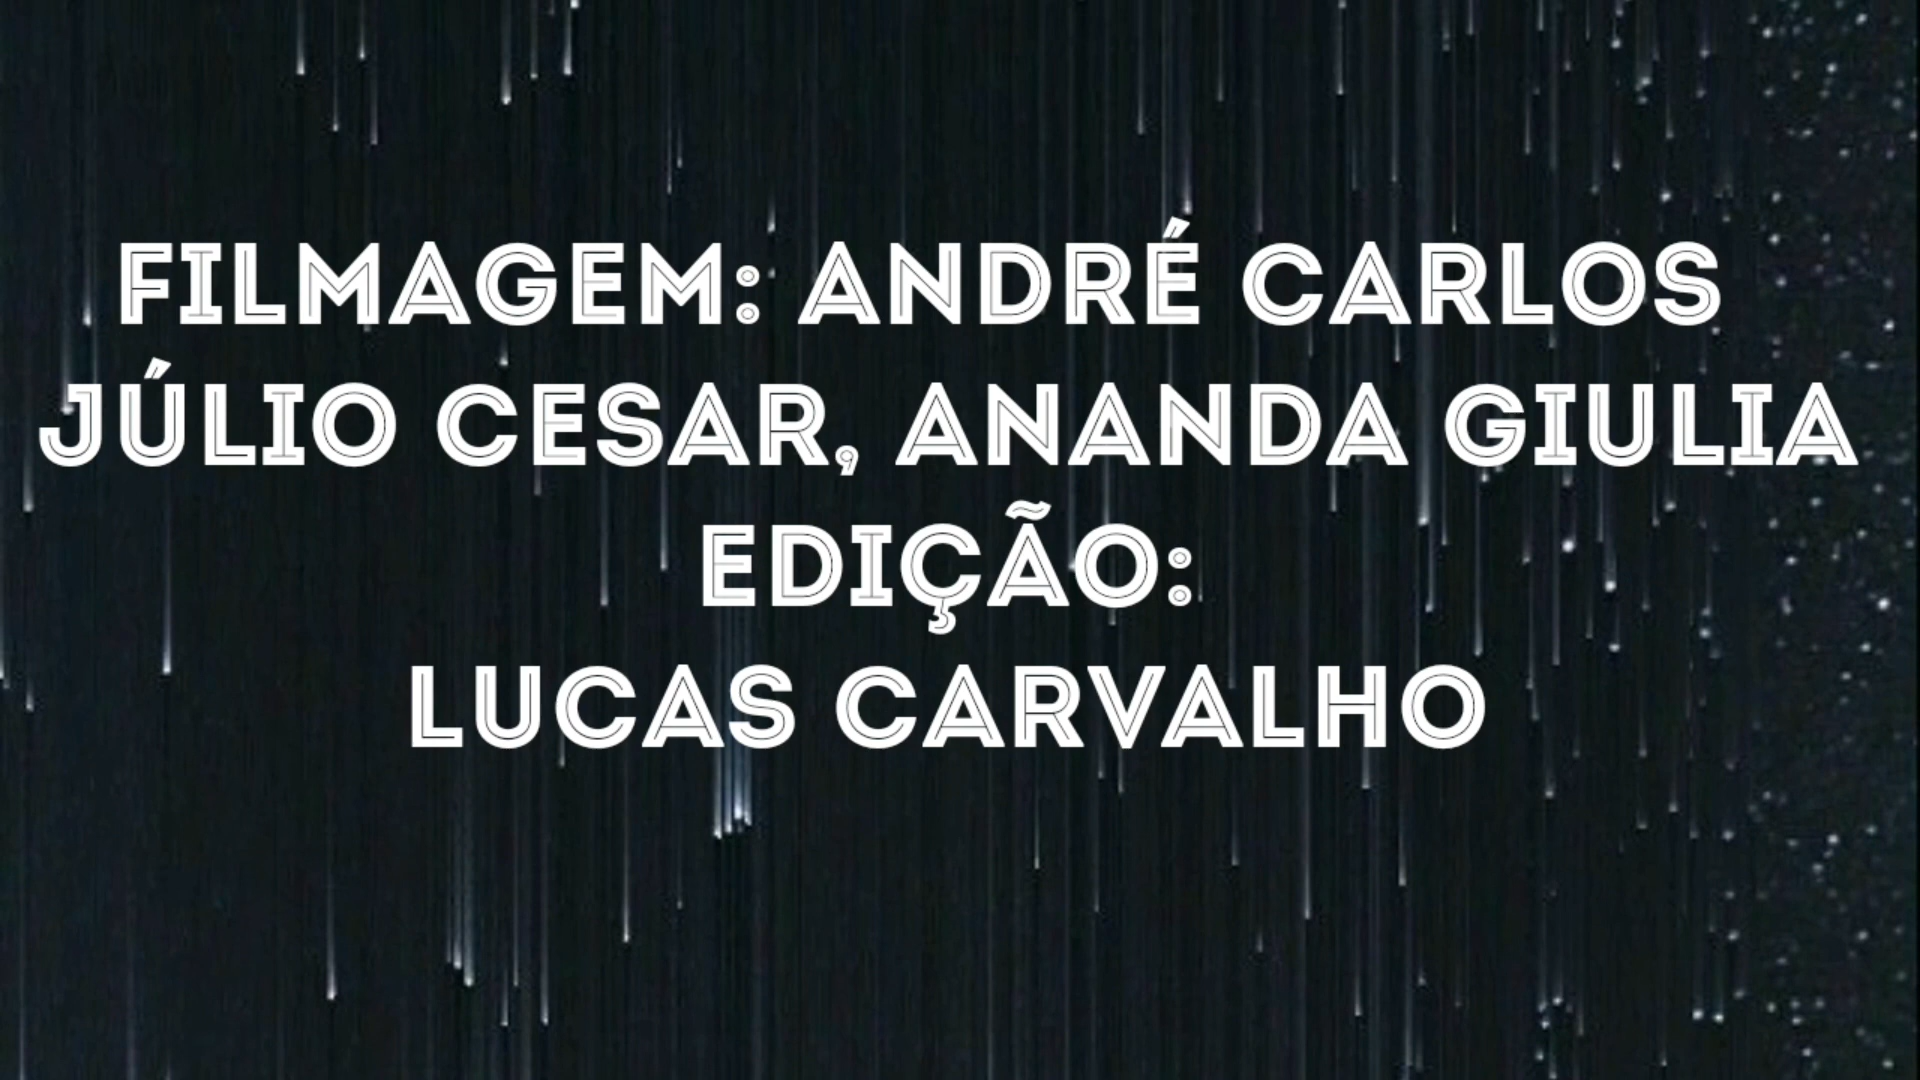 FILMAGEM: ANDRÉ CARLOS
JÚLIO CESAR, ANANDA GIULIA
EDIÇÃO:
LUCAS CARVALHO